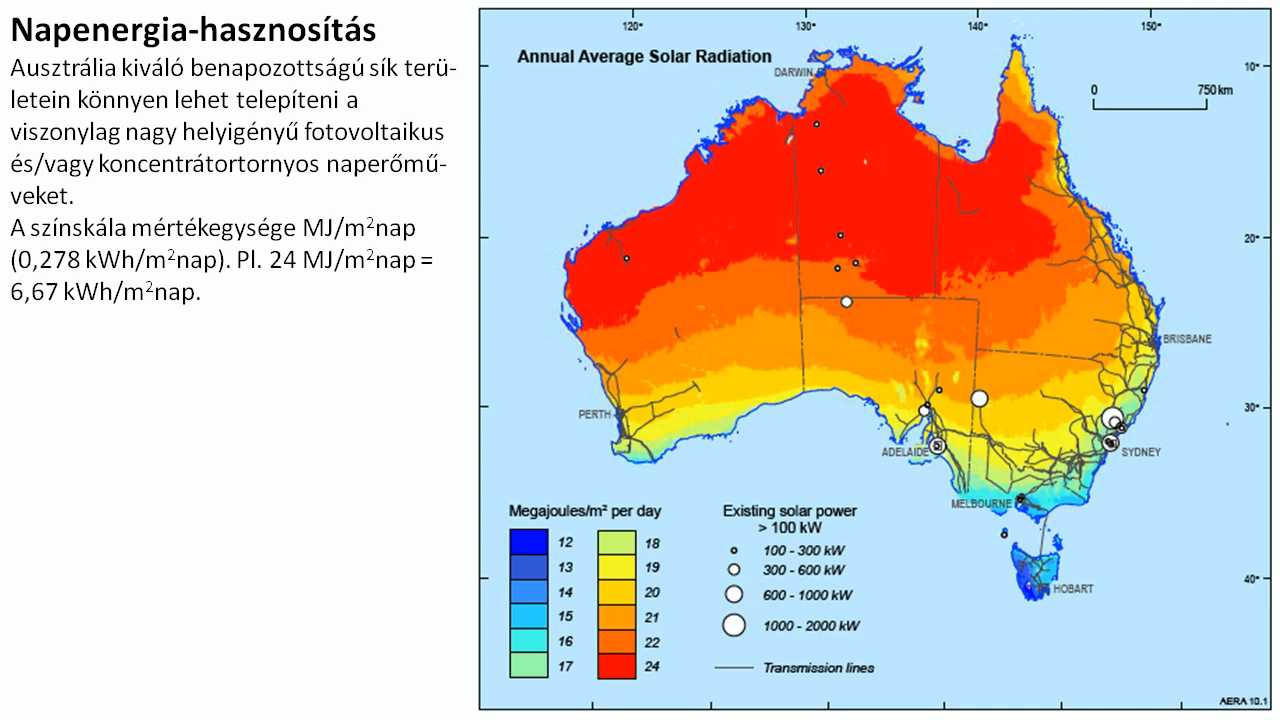 Napenergia-hasznosítás
Ausztrália kiváló benapozottságú sík terü-
letein könnyen lehet telepíteni a
viszonylag nagy helyigényű fotovoltaikus
és/vagy koncentrátortornyos naperőmű-
veket.
A színskála mértékegysége MJ/m²nap
(0,278 kWh/m²nap). Pl. 24 MJ/m²nap =
6,67 kWh/m²nap.
120°
130°
140°
150°
Annual Average Solar Radiation
DARWIN
10°
0
750 km
20°
BRISBANE
30°
PERTH
ADELAIDE
SYDNEY
MELBOURNE
40°
HOBART
Megajoules/m² per day
12
13
14
15
16
17
18
19
20
21
22
24
Existing solar power
> 100 kW
100 - 300 kW
300 - 600 kW
600 - 1000 kW
1000 - 2000 kW
Transmission lines
AERA 10.1